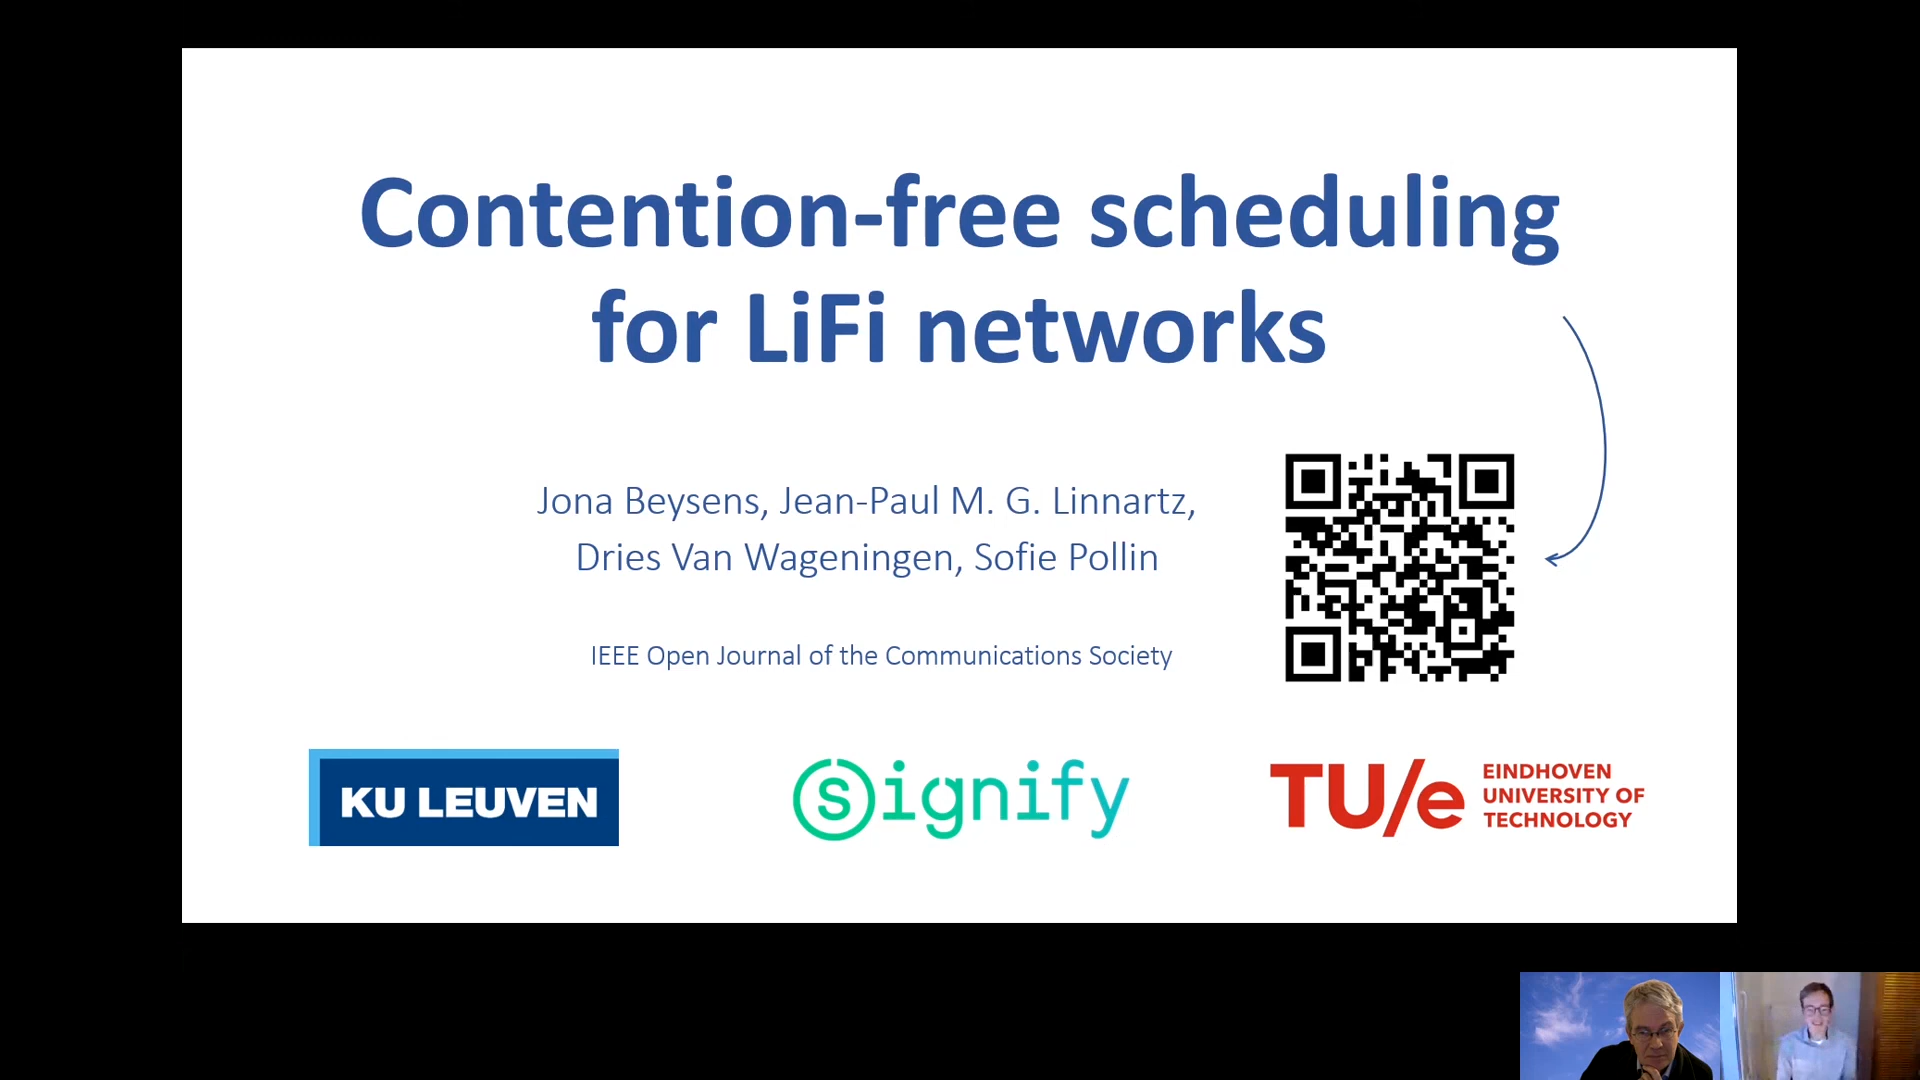 Contention-free scheduling
for LiFi networks
Jona Beysens, Jean-Paul M. G. Linnartz,
Dries Van Wageningen, Sofie Pollin
IEEE Open Journal of the Communications Society
KU LEUVEN
signify
TU/e
EINDHOVEN
UNIVERSITY OF
TECHNOLOGY